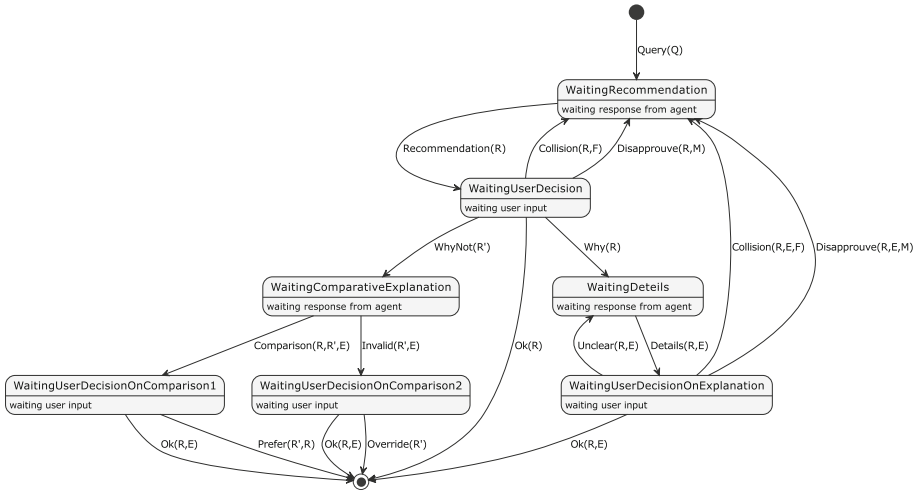 Query(Q)
WaitingRecommendation
waiting response from agent
Recommendation(R)
Collision(R,F)
Disapprouve(R,M)
WaitingUserDecision
waiting user input
WhyNot(R')
Why(R)
Collision(R,E,F)
Disapprouve(R,E,M)
WaitingComparativeExplanation
waiting response from agent
WaitingDeteils
waiting response from agent
Comparison(R,R',E)
Invalid(R',E)
Ok(R)
Unclear(R,E)
Details(R,E)
WaitingUserDecisionOnComparison1
waiting user input
WaitingUserDecisionOnComparison2
waiting user input
WaitingUserDecisionOnExplanation
waiting user input
Ok(R,E)
Prefer(R',R)
Ok(R,E)
Override(R')
Ok(R,E)